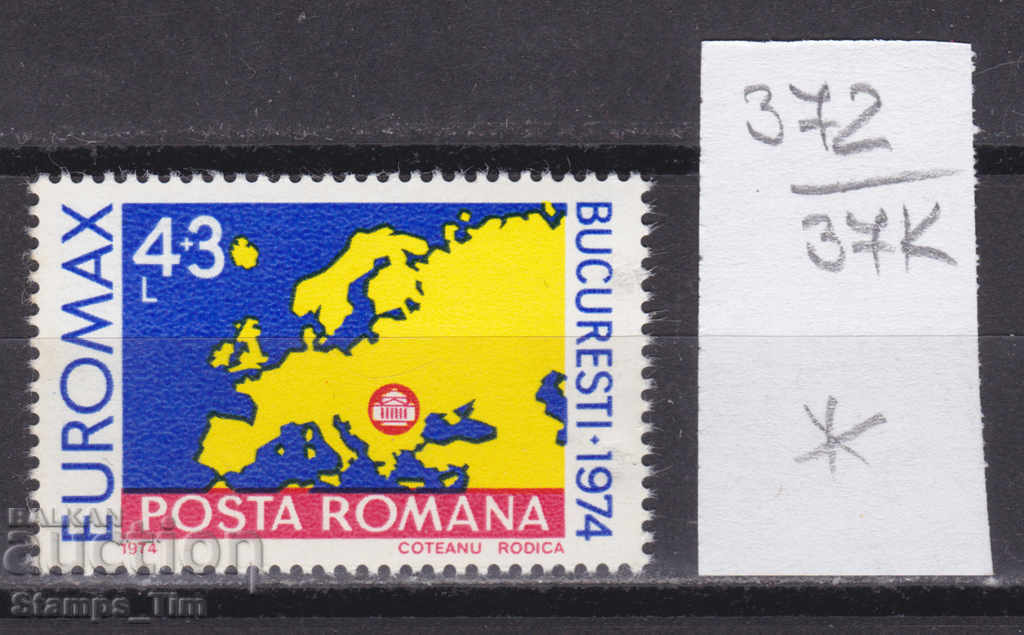 EUROMAX
4+3
L
BUCURESTI·1974
POSTA ROMANA
1974
COTEANU RODICA
372
37K
*
BALKAN
auction
Stamps_Tim